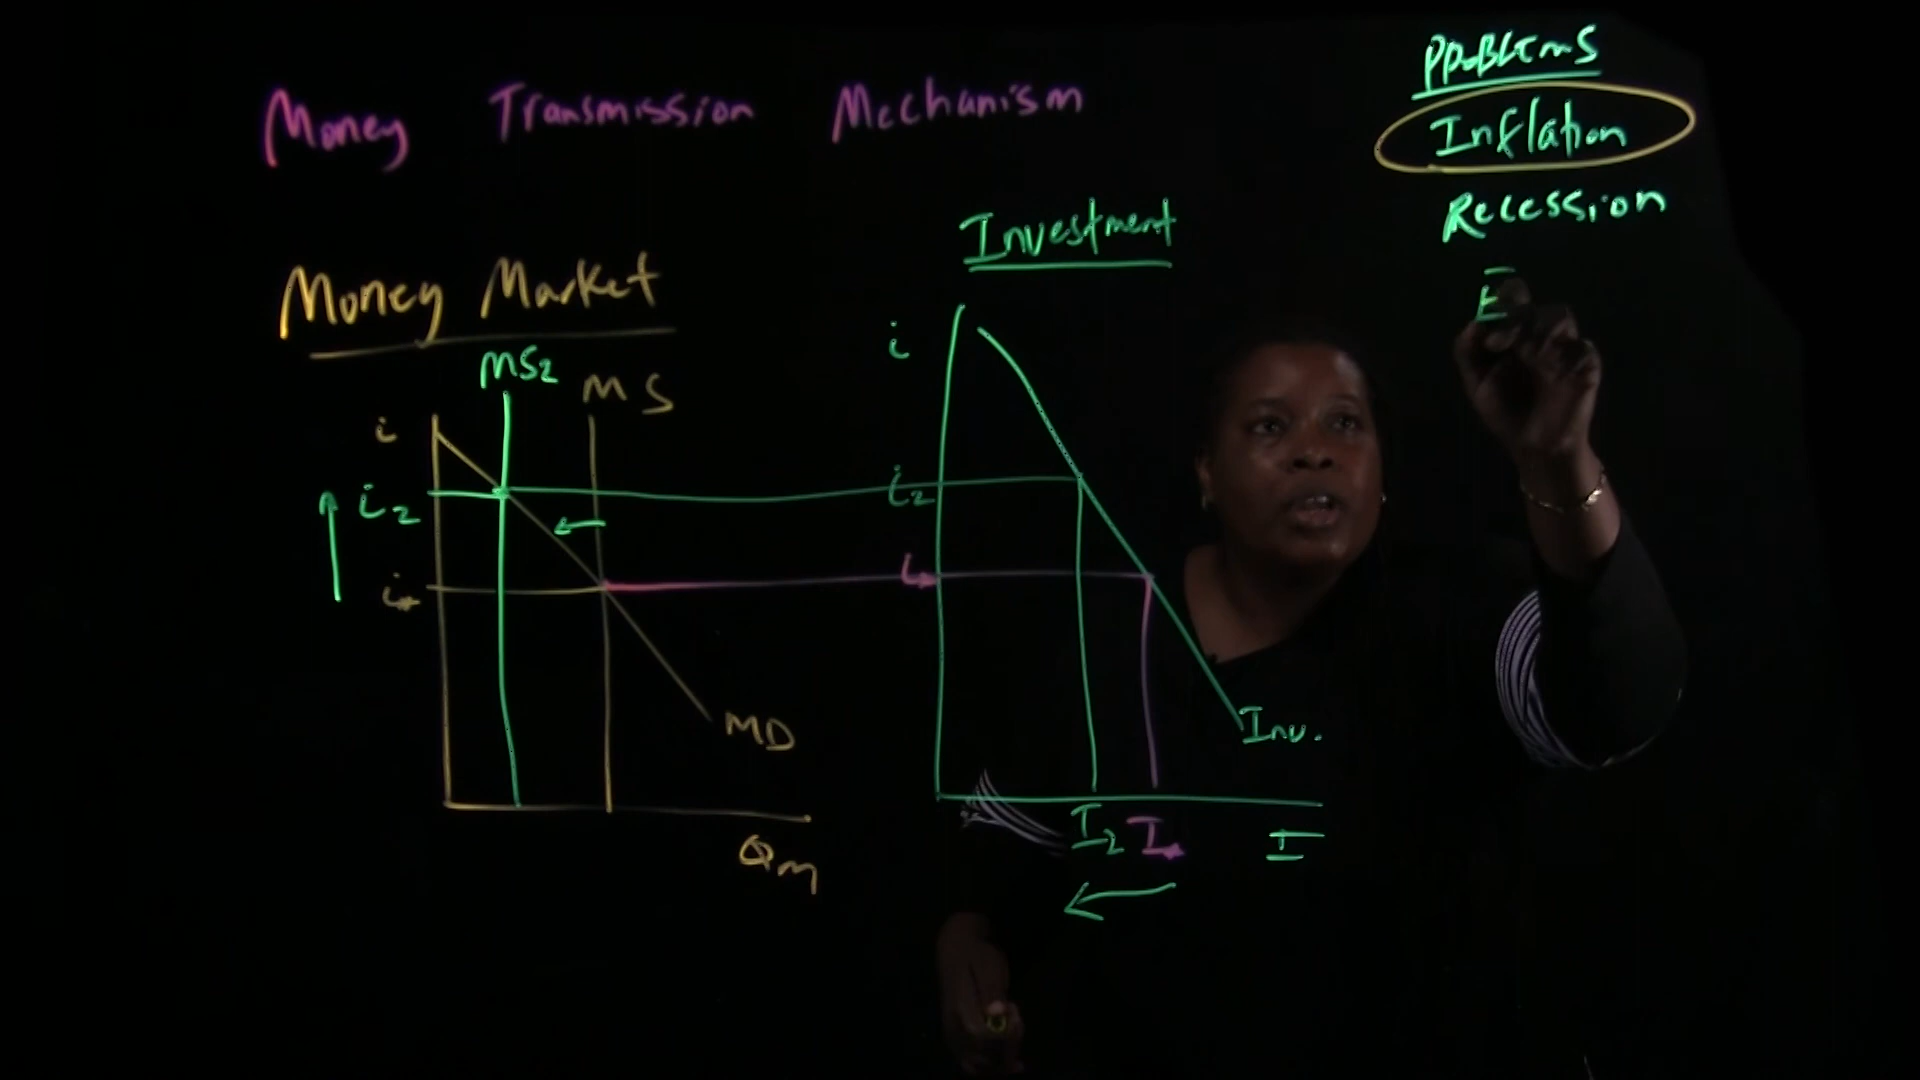 PROBLEMS
Inflation
Recession
E
Money Transmission Mechanism
Money Market
MS2
MS
i
i2
i*
MD
Qm
Investment
i
i2
i*
Inv.
I2
I*
I